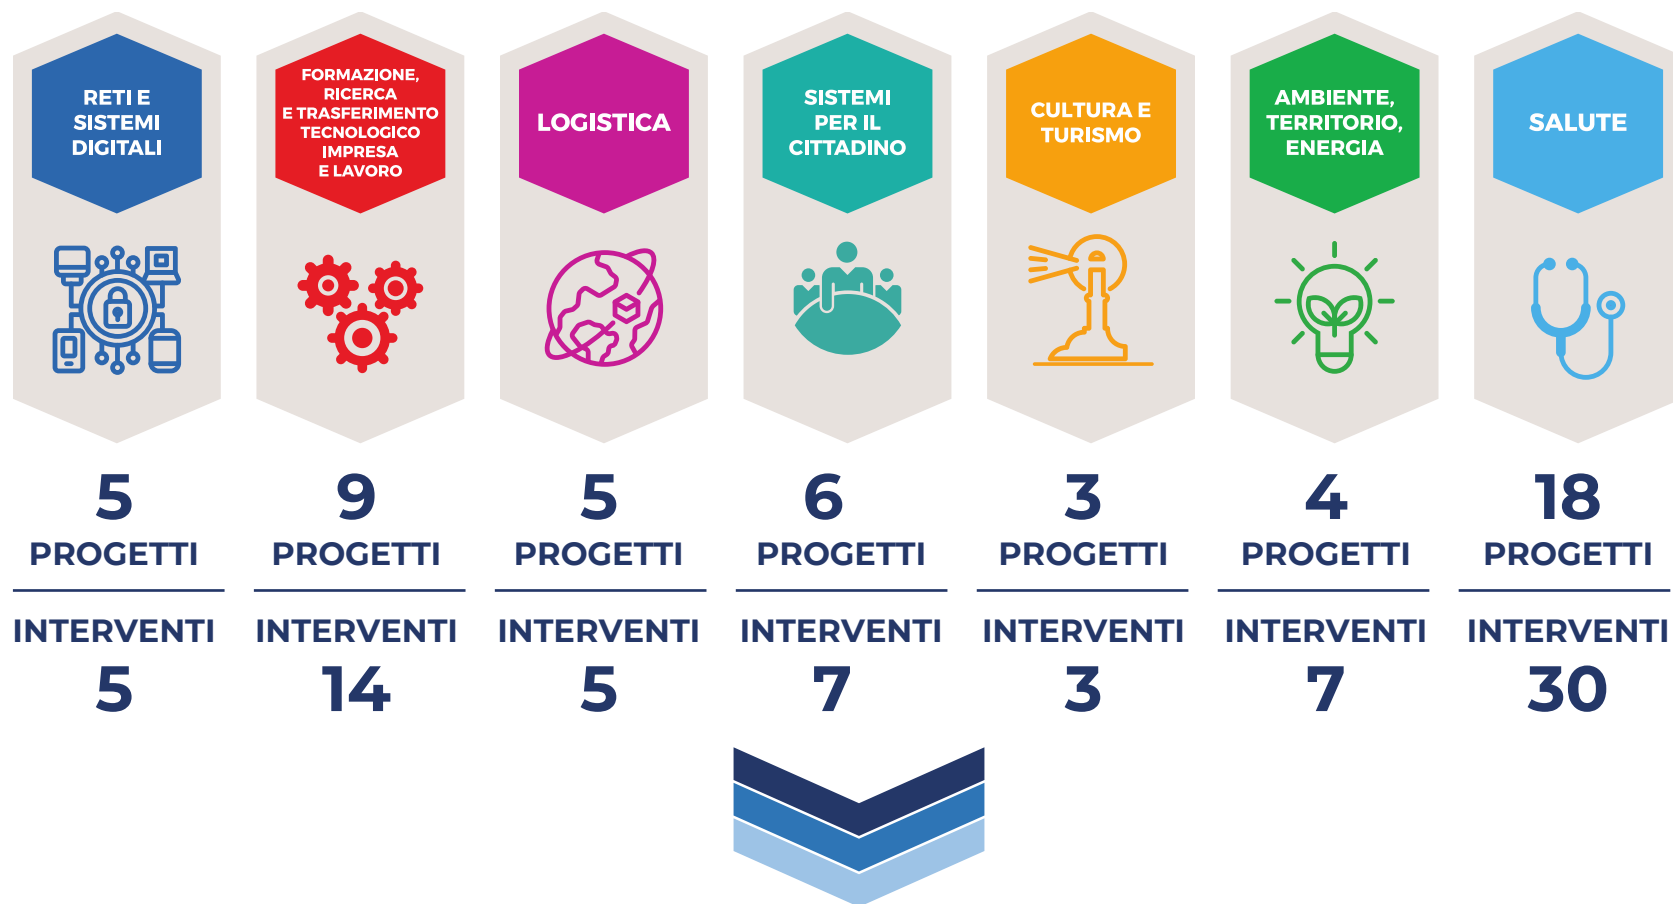 RETI E
SISTEMI
DIGITALI
FORMAZIONE,
RICERCA
E TRASFERIMENTO
TECNOLOGICO
IMPRESA
E LAVORO
LOGISTICA
SISTEMI
PER IL
CITTADINO
CULTURA E
TURISMO
AMBIENTE,
TERRITORIO,
ENERGIA
SALUTE
5
PROGETTI
INTERVENTI
5
9
PROGETTI
INTERVENTI
14
5
PROGETTI
INTERVENTI
5
6
PROGETTI
INTERVENTI
7
3
PROGETTI
INTERVENTI
3
4
PROGETTI
INTERVENTI
7
18
PROGETTI
INTERVENTI
30